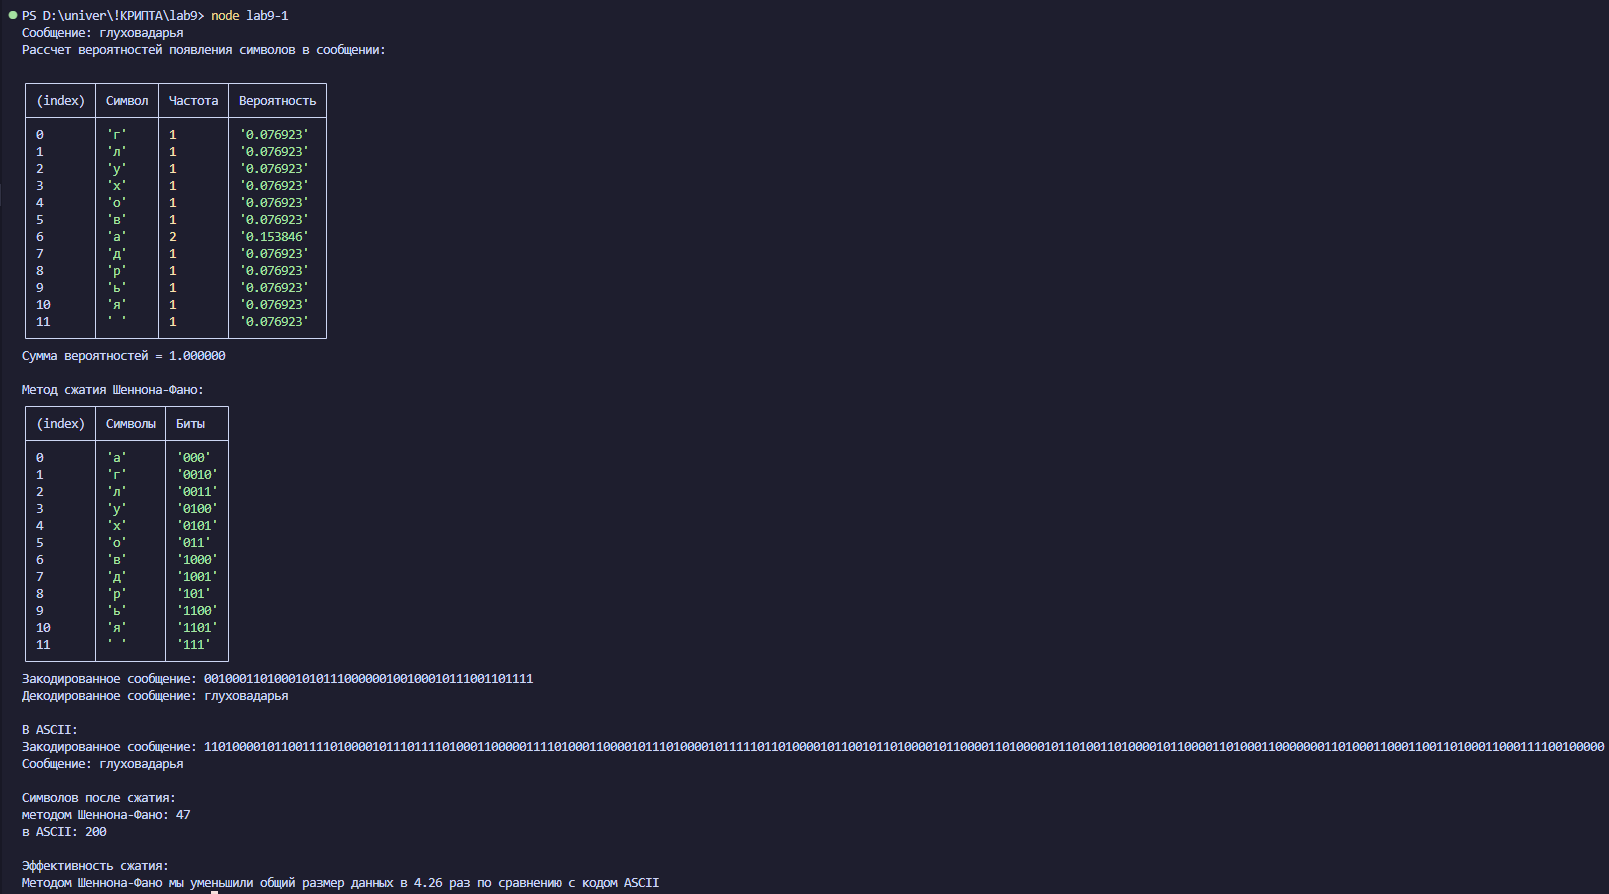 PS D:\univer\!КРИПТА\lab9> node lab9-1
Сообщение: глуховадарья
Рассчет вероятностей появления символов в сообщении:
(index) Символ Частота Вероятность
0 'г' 1 '0.076923'
1 'л' 1 '0.076923'
2 'у' 1 '0.076923'
3 'х' 1 '0.076923'
4 'о' 1 '0.076923'
5 'в' 1 '0.076923'
6 'а' 2 '0.153846'
7 'д' 1 '0.076923'
8 'р' 1 '0.076923'
9 'ь' 1 '0.076923'
10 'я' 1 '0.076923'
11 ' ' 1 '0.076923'
Сумма вероятностей = 1.000000
Метод сжатия Шеннона-Фано:
(index) Символы Биты
0 'а' '000'
1 'г' '0010'
2 'л' '0011'
3 'у' '0100'
4 'х' '0101'
5 'о' '011'
6 'в' '1000'
7 'д' '1001'
8 'р' '101'
9 'ь' '1100'
10 'я' '1101'
11 ' ' '111'
Закодированное сообщение: 00100011010001010111000000100100010111001101111
Декодированное сообщение: глуховадарья
В ASCII:
Закодированное сообщение: 11010000101100111101000010111011110100011000001111010001100001011101000010111110110100001011001011010000101100001101000010110100110100001011000011010001100000001101000110001100110100011000111100100000
Сообщение: глуховадарья
Символов после сжатия:
методом Шеннона-Фано: 47
в ASCII: 200
Эффективность сжатия:
Методом Шеннона-Фано мы уменьшили общий размер данных в 4.26 раз по сравнению с кодом ASCII